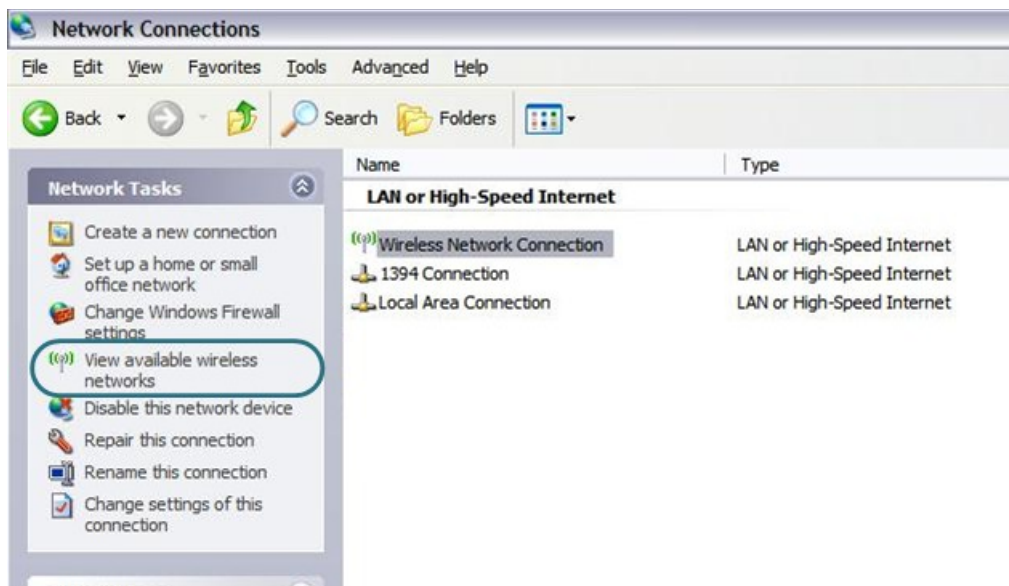 Network Connections
File Edit View Favorites Tools Advanced Help
Back Search Folders
Name Type
Network Tasks
LAN or High-Speed Internet
Create a new connection
Set up a home or small
office network
Change Windows Firewall
settings
View available wireless
networks
Disable this network device
Repair this connection
Rename this connection
Change settings of this
connection
Wireless Network Connection LAN or High-Speed Internet
1394 Connection LAN or High-Speed Internet
Local Area Connection LAN or High-Speed Internet